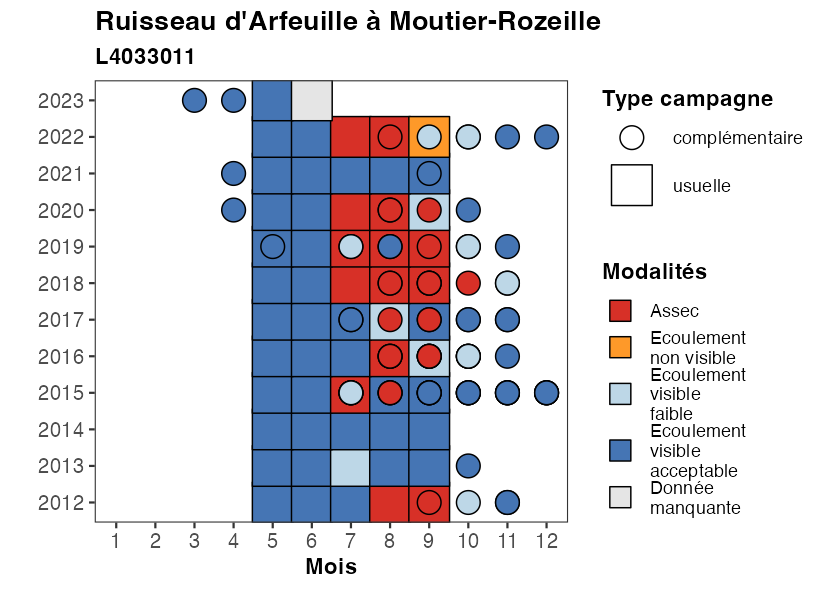 Ruisseau d'Arfeuille à Moutier-Rozeille
L4033011
2023
2022
2021
2020
2019
2018
2017
2016
2015
2014
2013
2012
1 2 3 4 5 6 7 8 9 10 11 12
Mois
Type campagne
complémentaire
usuelle
Modalités
Assec
Ecoulement
non visible
Ecoulement
visible
faible
Ecoulement
visible
acceptable
Donnée
manquante